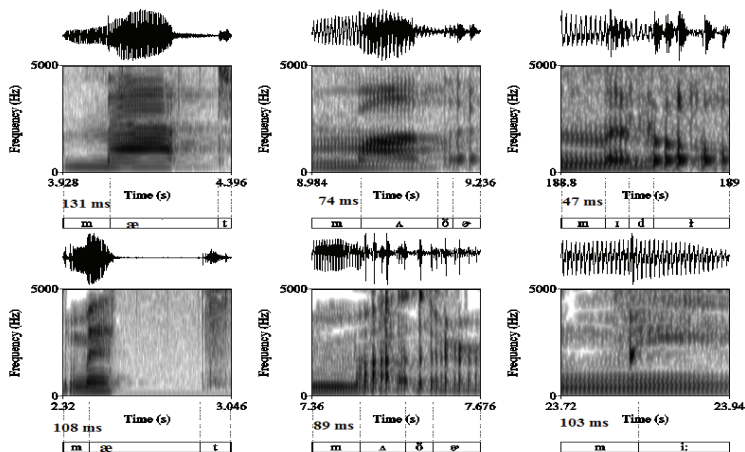 5000 5000 5000
Frequency (Hz) Frequency (Hz) Frequency (Hz)
0 0 0
3.928 Time (s) 4.396 8.984 Time (s) 9.236 188.8 Time (s) 189
131 ms 74 ms 47 ms
m æ t m ʌ ð ɚ m ɪ d ɫ
5000 5000 5000
Frequency (Hz) Frequency (Hz) Frequency (Hz)
0 0 0
2.32 Time (s) 3.046 7.36 Time (s) 7.676 23.72 Time (s) 23.94
108 ms 89 ms 103 ms
m æ t m ʌ ð ɚ m i: